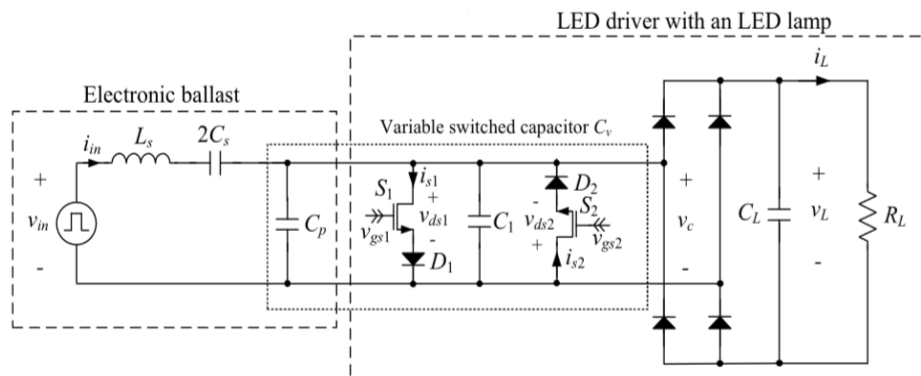 LED driver with an LED lamp
Electronic ballast
Variable switched capacitor Cv
iL
iin
Ls
2Cs
+
vin
-
Cp
S1
is1
+
vds1
-
vgs1
D1
C1
D2
-
vds2
+
S2
vgs2
is2
+
vc
-
CL
+
vL
-
RL